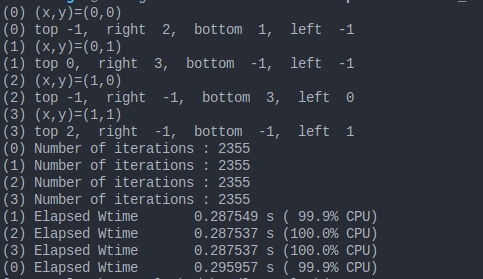 (0) (x,y)=(0,0)
(0) top -1,  right  2,  bottom  1,  left  -1
(1) (x,y)=(0,1)
(1) top 0,  right  3,  bottom  -1,  left  -1
(2) (x,y)=(1,0)
(2) top -1,  right  -1,  bottom  3,  left  0
(3) (x,y)=(1,1)
(3) top 2,  right  -1,  bottom  -1,  left  1
(0) Number of iterations : 2355
(1) Number of iterations : 2355
(2) Number of iterations : 2355
(3) Number of iterations : 2355
(1) Elapsed Wtime       0.287549 s ( 99.9% CPU)
(2) Elapsed Wtime       0.287537 s (100.0% CPU)
(3) Elapsed Wtime       0.287537 s (100.0% CPU)
(0) Elapsed Wtime       0.295957 s ( 99.9% CPU)